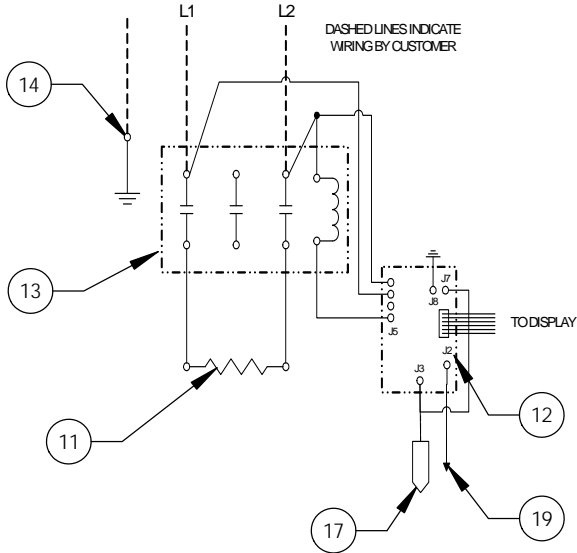 L1
L2
DASHED LINES INDICATE
WIRING BY CUSTOMER
14
13
J8
J7
TO DISPLAY
J5
J3
J2
11
12
17
19